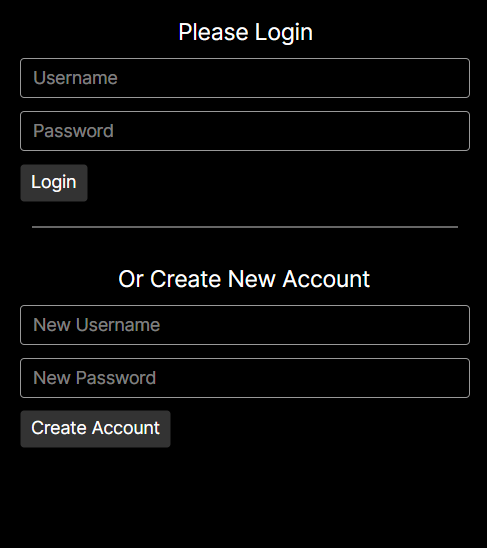 Please Login
Username
Password
Login
Or Create New Account
New Username
New Password
Create Account